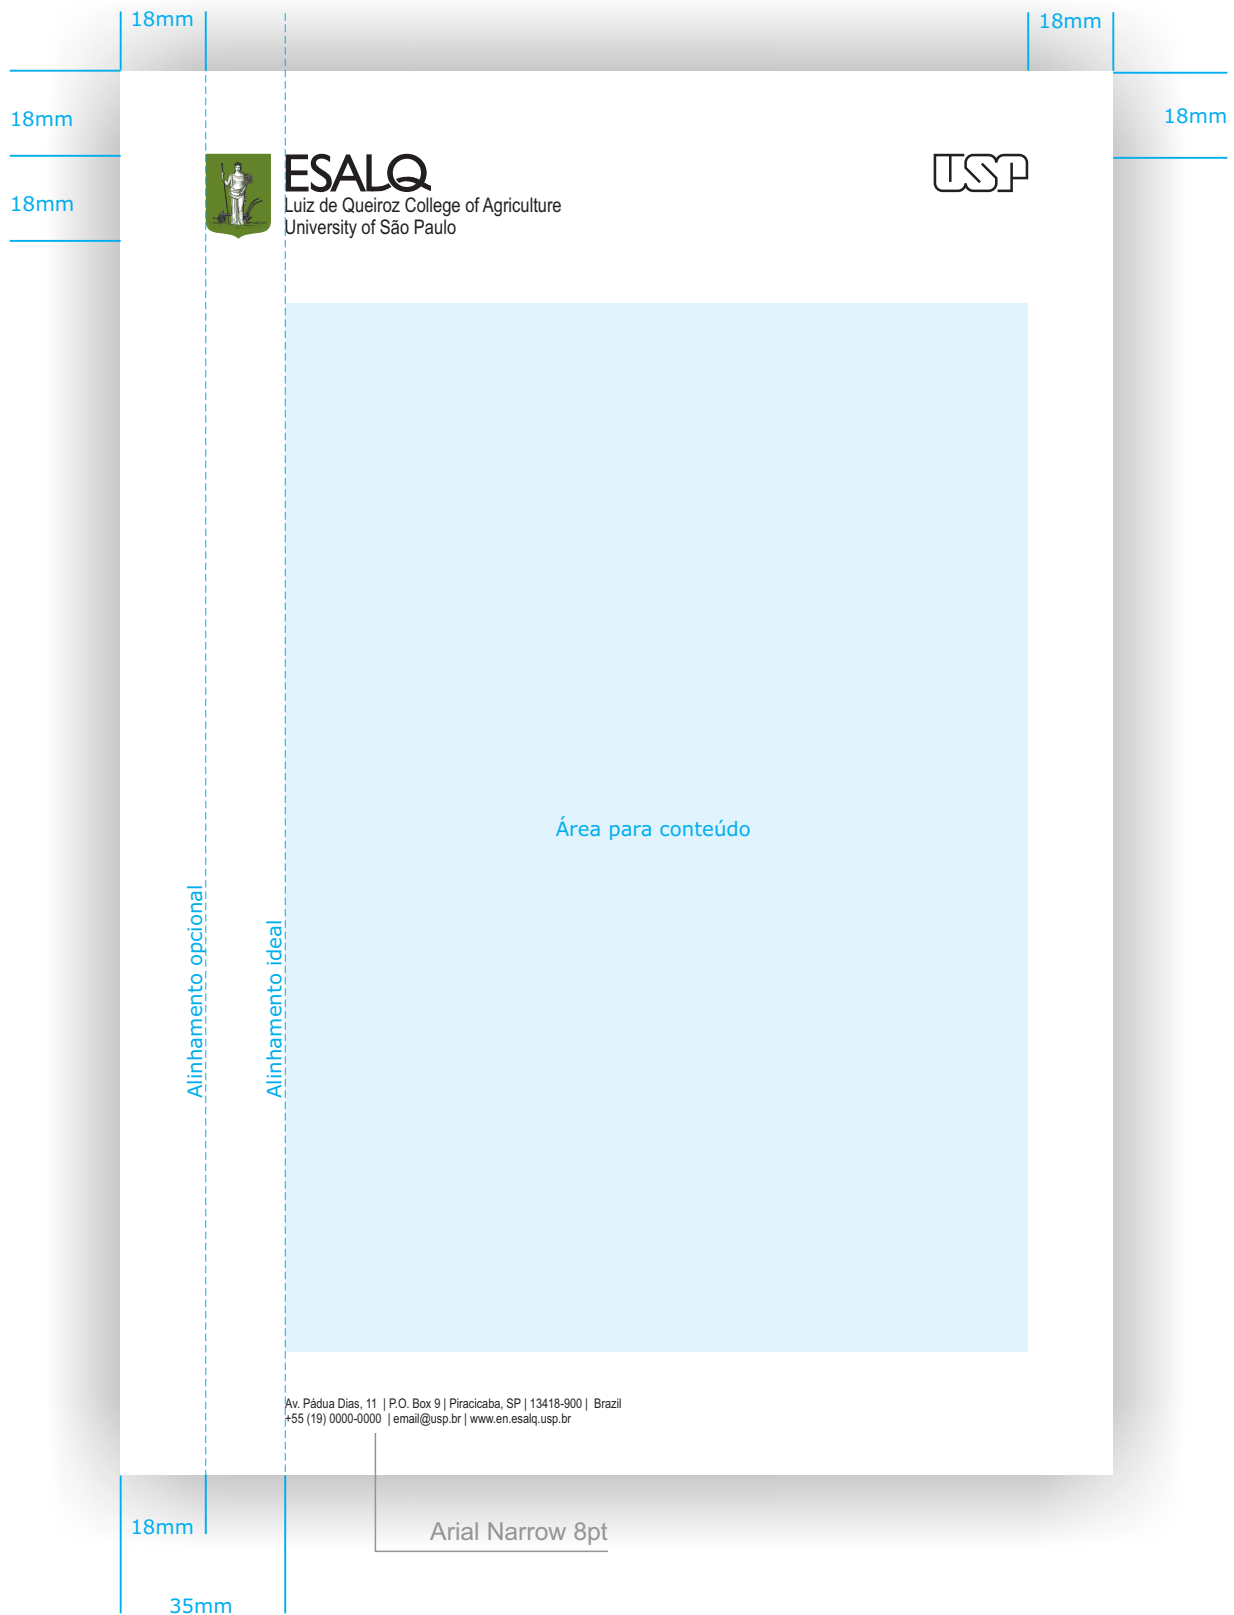 18mm
18mm
18mm
18mm
18mm
ESALQ
Luiz de Queiroz College of Agriculture
University of São Paulo
USP
Área para conteúdo
Alinhamento opcional
Alinhamento ideal
Av. Pádua Dias, 11 | P.O. Box 9 | Piracicaba, SP | 13418-900 | Brazil
+55 (19) 0000-0000 | email@usp.br | www.en.esalq.usp.br
18mm
Arial Narrow 8pt
35mm